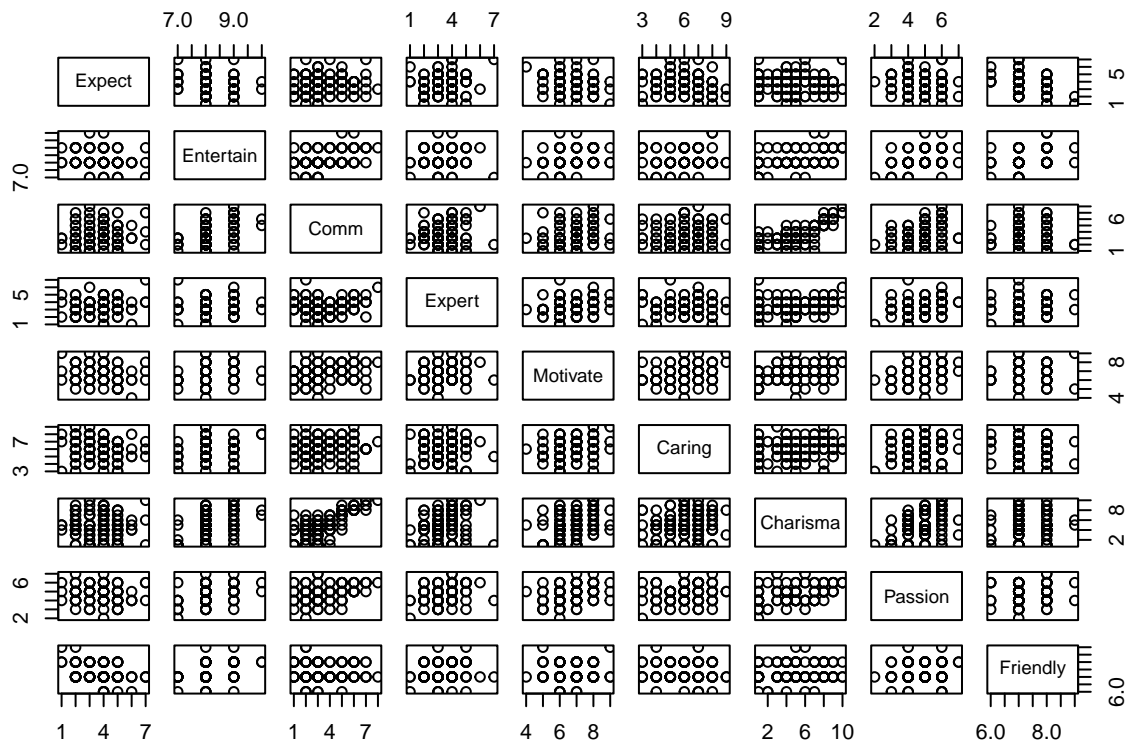 7.0 9.0 1 4 7 3 6 9 2 4 6
Expect 1 5
7.0 Entertain
Comm 1 6
1 5 Expert
Motivate 4 8
3 7 Caring
Charisma 2 8
2 6 Passion
Friendly 6.0
1 4 7 1 4 7 4 6 8 2 6 10 6.0 8.0